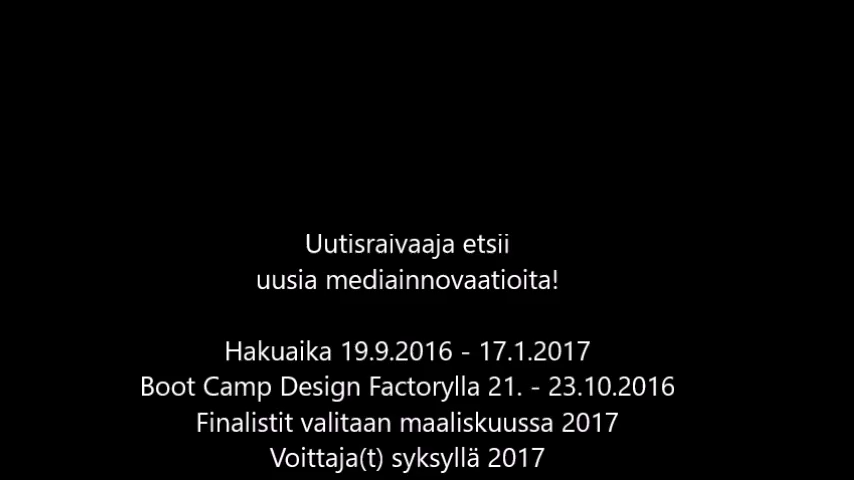 Uutisraivaaja etsii
uusia mediainnovaatioita!
Hakuaika 19.9.2016 - 17.1.2017
Boot Camp Design Factorylla 21. - 23.10.2016
Finalistit valitaan maaliskuussa 2017
Voittaja(t) syksyllä 2017